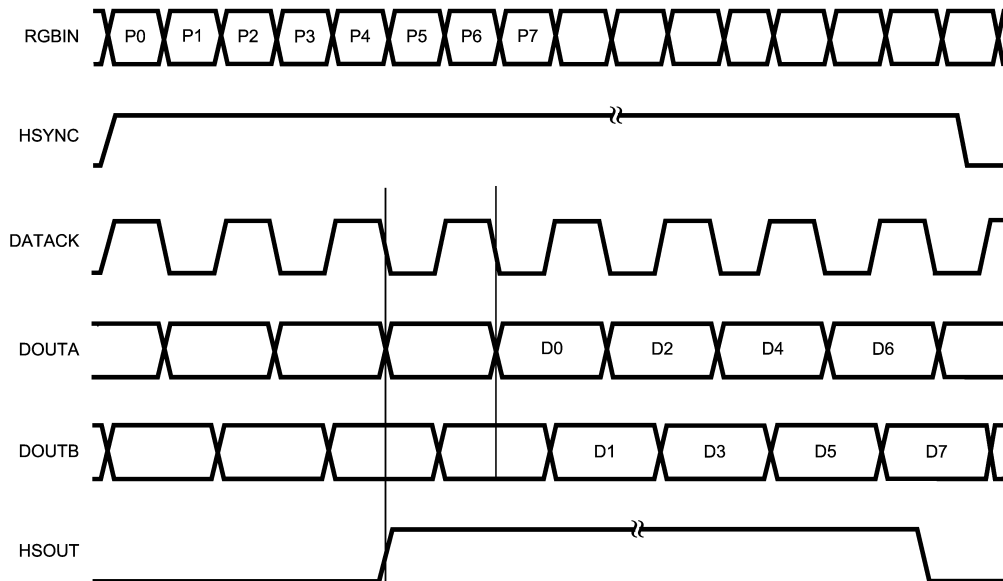 RGBIN P0 P1 P2 P3 P4 P5 P6 P7
HSYNC
DATACK
DOUTA D0 D2 D4 D6
DOUTB D1 D3 D5 D7
HSOUT